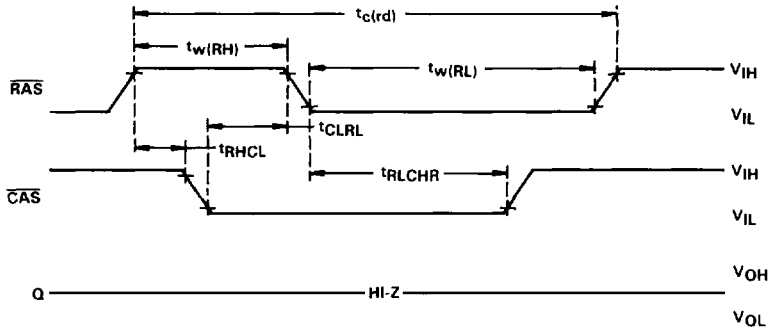 tc(rd)
tw(RH)
tw(RL)
RAS
VIH
VIL
tCLRL
tRHCL
tRLCHR
CAS
VIH
VIL
VOH
Q
HI-Z
VOL